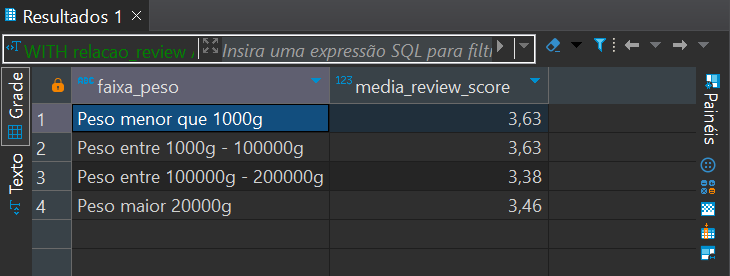 Resultados 1
WITH relacao_review
Insira uma expressão SQL para filt
Grade
Texto
Painéis
ABC faixa_peso
123 media_review_score
1 Peso menor que 1000g 3,63
2 Peso entre 1000g - 100000g 3,63
3 Peso entre 100000g - 200000g 3,38
4 Peso maior 20000g 3,46